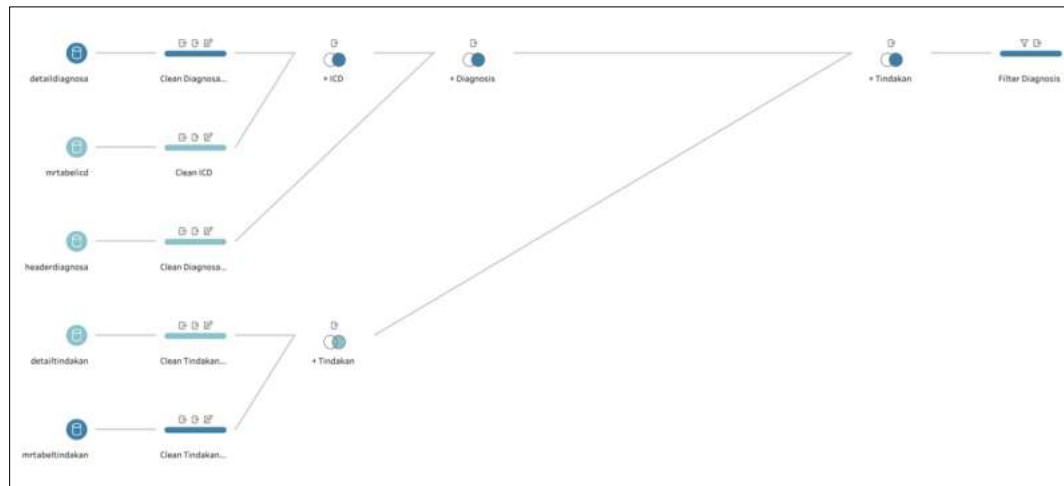 detaildiagnosa
Clean Diagnosa...
+ ICD
+ Diagnosis
+ Tindakan
Filter Diagnosis
mrtabelicd
Clean ICD
headerdiagnosa
Clean Diagnosa...
detailtindakan
Clean Tindakan...
+ Tindakan
mrtabeltindakan
Clean Tindakan...